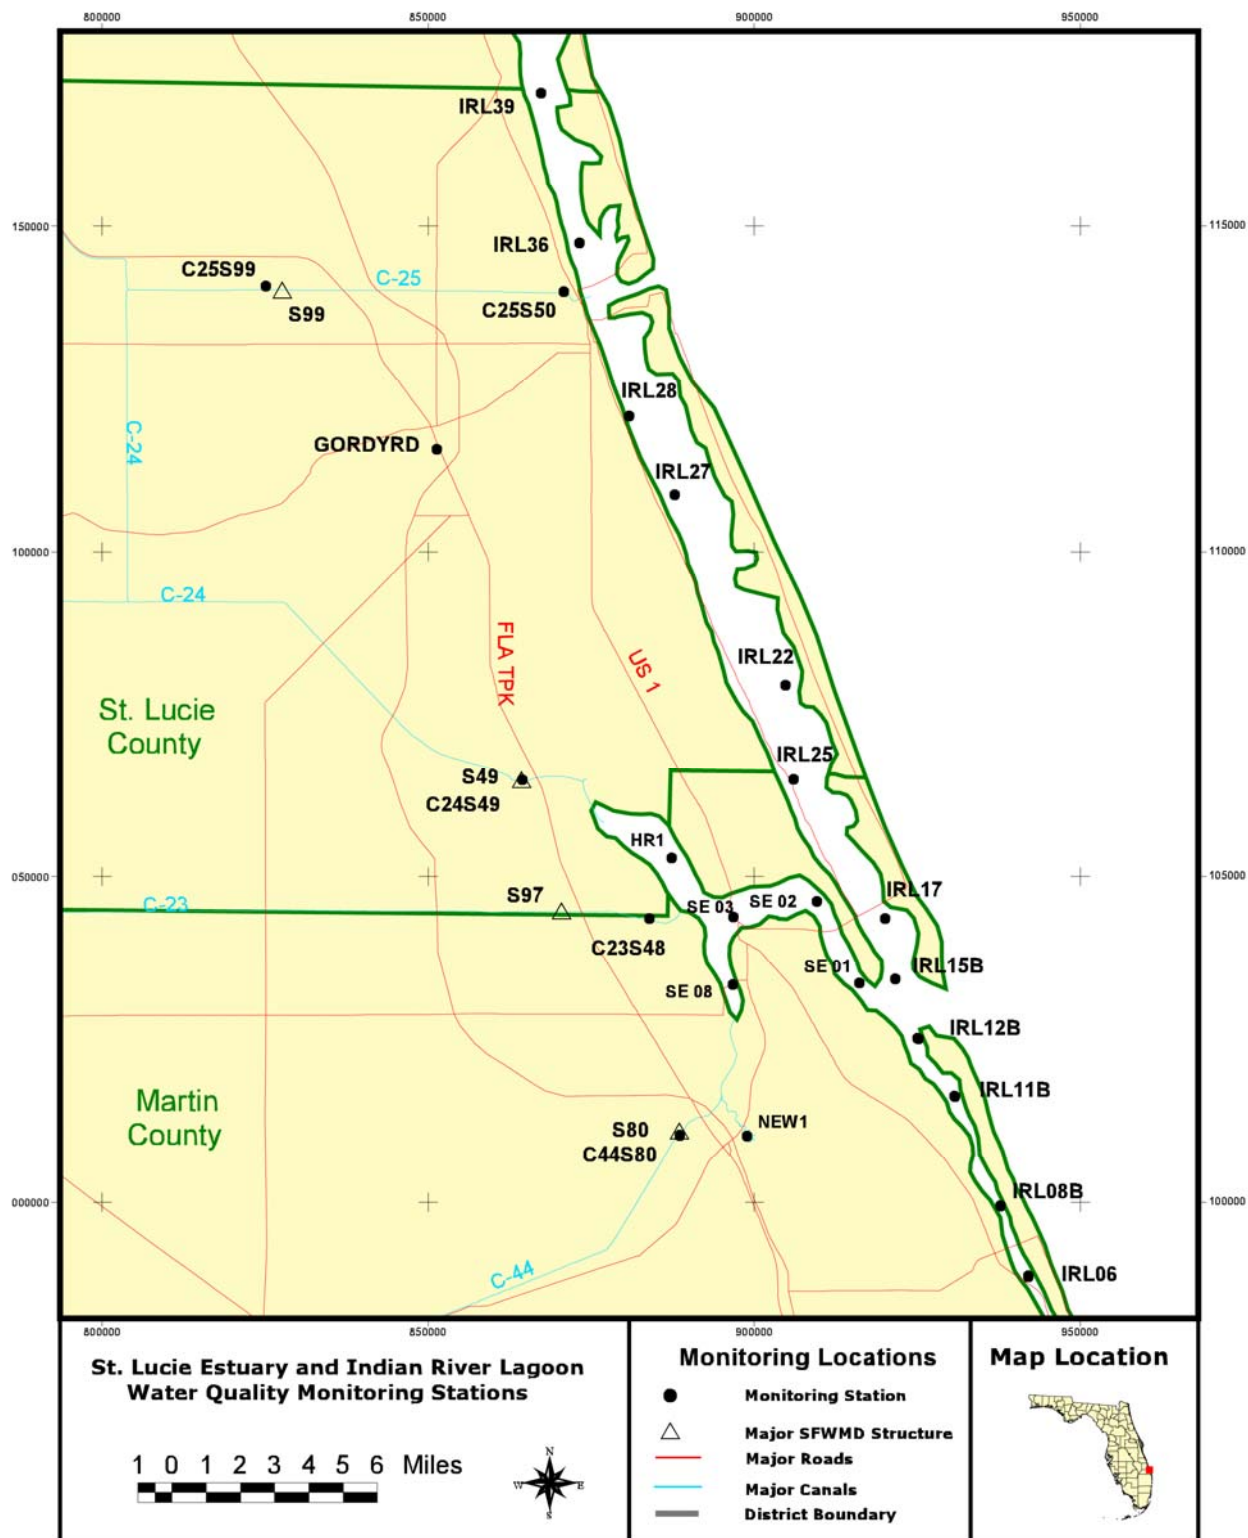 800000 850000 900000 950000
IRL39
150000
115000
IRL36
C25S99
C-25
S99
C25S50
IRL28
C-24
GORDYRD
IRL27
100000
110000
C-24
FLA TPK
US 1
IRL22
St. Lucie
County
IRL25
S49
C24S49
HR1
050000
105000
S97
IRL17
C-23
SE 03
SE 02
C23S48
SE 01
IRL15B
SE 08
IRL12B
IRL11B
Martin
County
S80
NEW1
C44S80
IRL08B
000000
100000
C-44
IRL06
800000 850000 900000 950000
St. Lucie Estuary and Indian River Lagoon
Water Quality Monitoring Stations
1 0 1 2 3 4 5 6 Miles
N
W E
S
Monitoring Locations
Monitoring Station
Major SFWMD Structure
Major Roads
Major Canals
District Boundary
Map Location